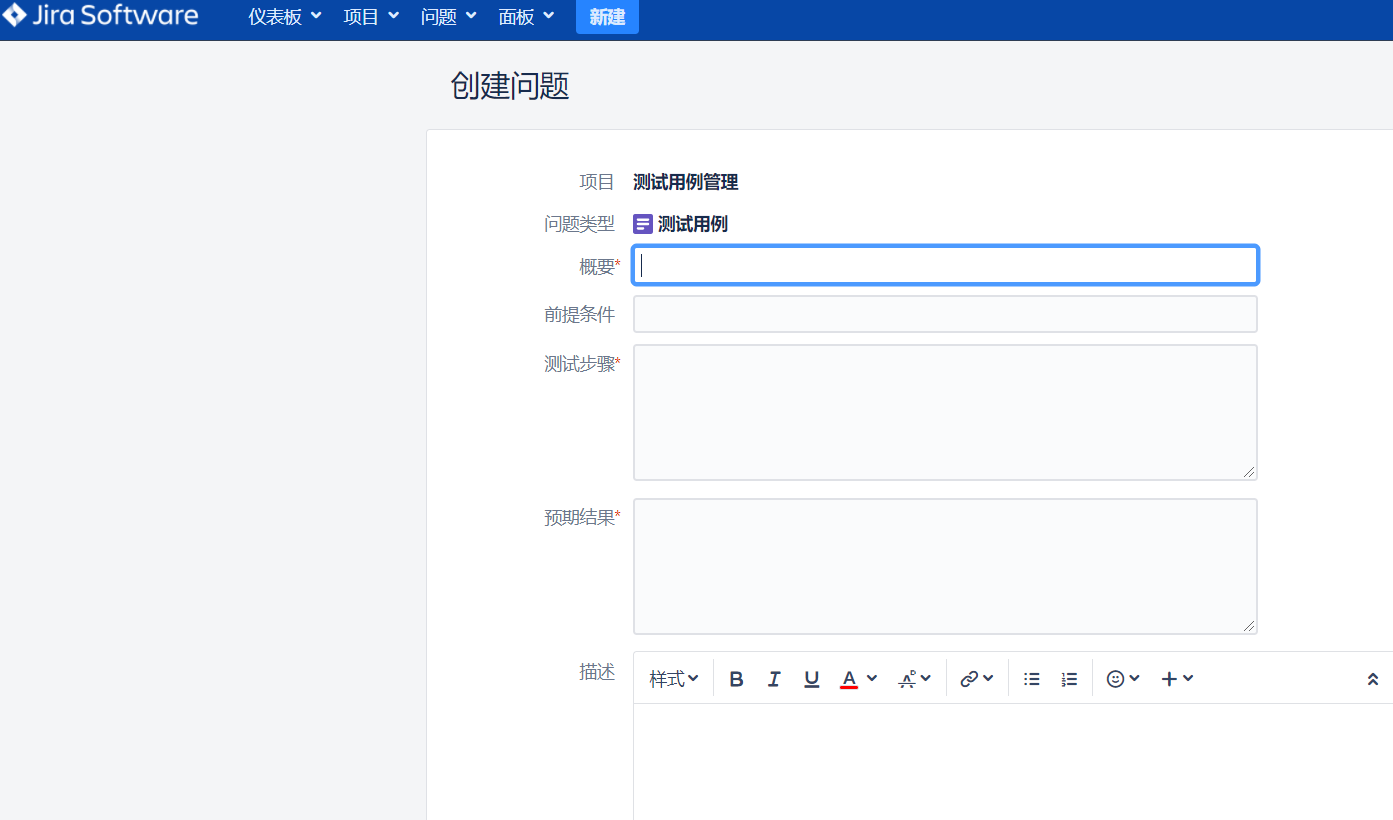 Jira Software 仪表板 项目 问题 面板 新建
创建问题
项目 测试用例管理
问题类型 测试用例
概要*
前提条件
测试步骤*
预期结果*
描述 样式 B I U A